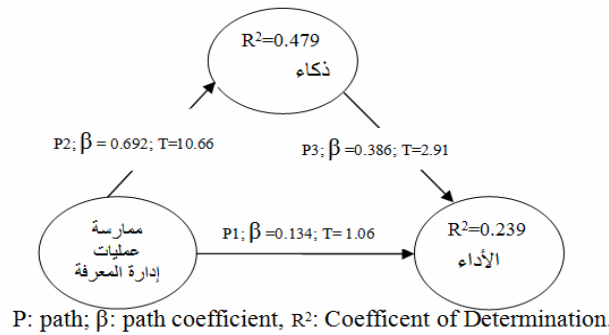 R²=0.479
ذكاء
P2; β = 0.692; T=10.66
P3; β =0.386; T=2.91
ممارسة
عمليات
إدارة المعرفة
P1; β =0.134; T= 1.06
R²=0.239
الأداء
P: path; β: path coefficient, R²: Coefficent of Determination